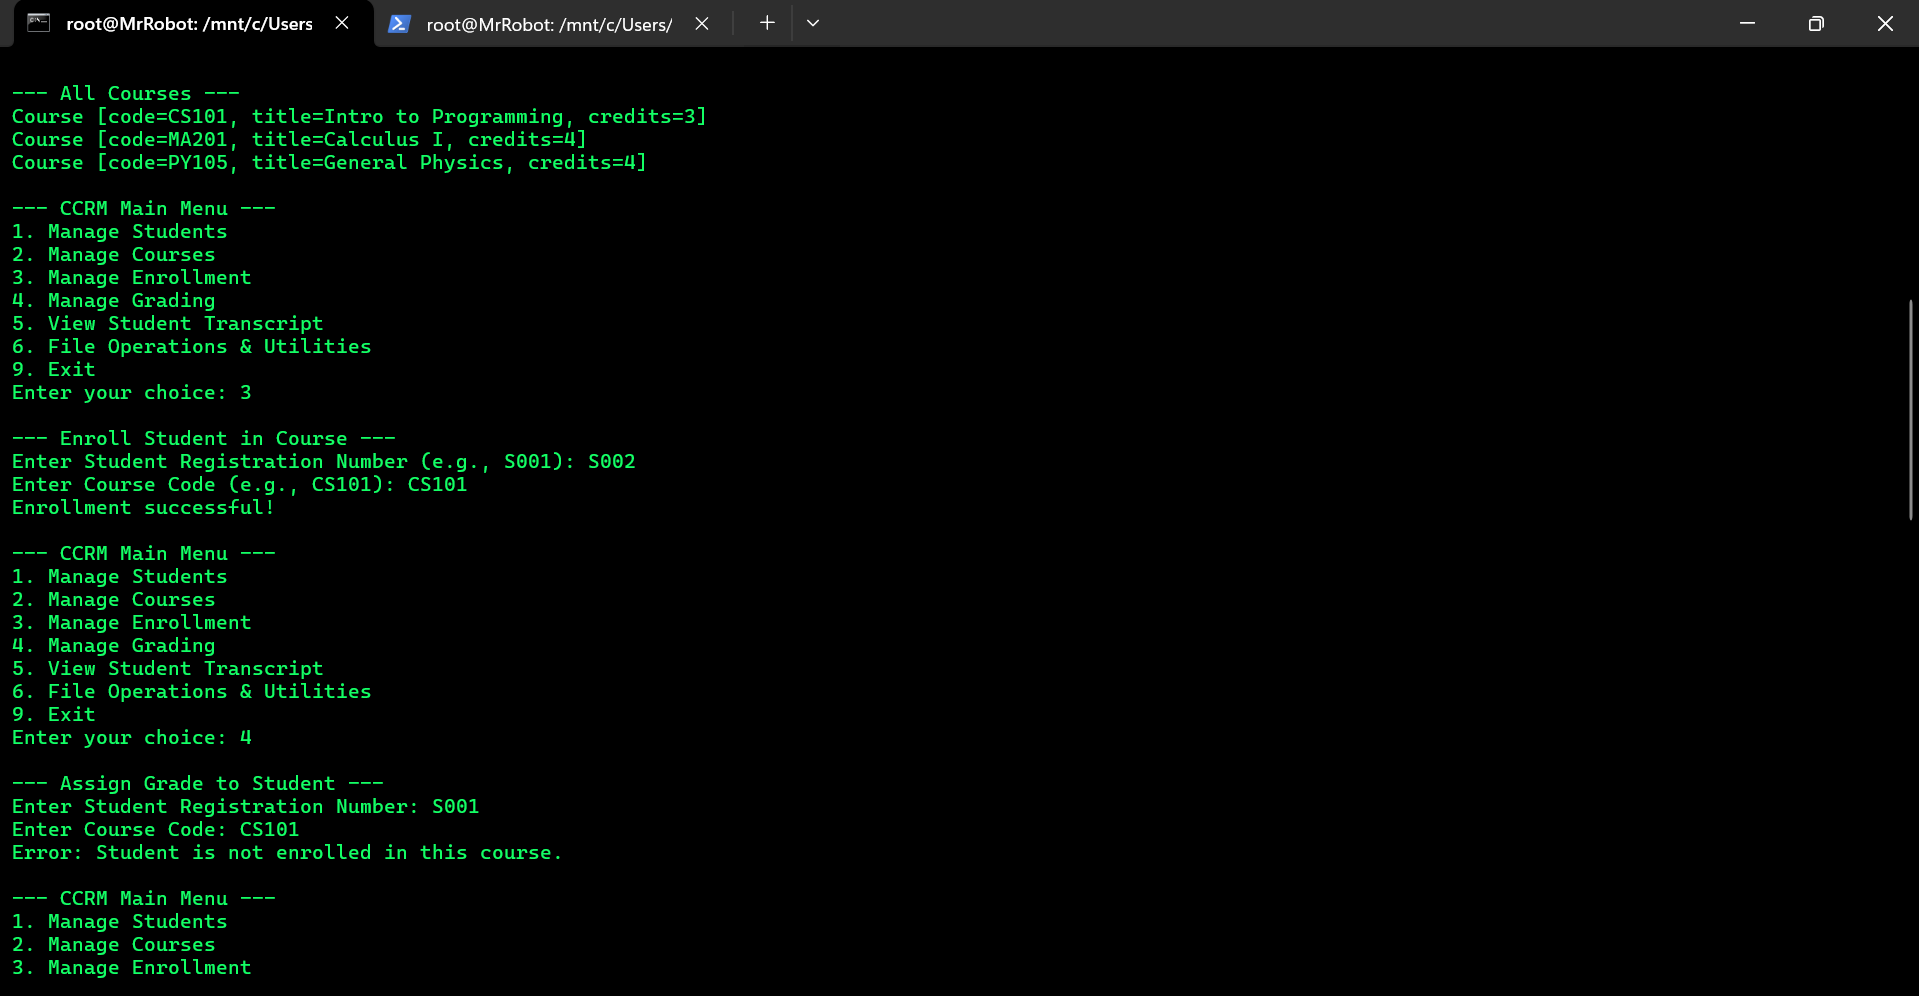 root@MrRobot: /mnt/c/Users
root@MrRobot: /mnt/c/Users/
--- All Courses ---
Course [code=CS101, title=Intro to Programming, credits=3]
Course [code=MA201, title=Calculus I, credits=4]
Course [code=PY105, title=General Physics, credits=4]
--- CCRM Main Menu ---
1. Manage Students
2. Manage Courses
3. Manage Enrollment
4. Manage Grading
5. View Student Transcript
6. File Operations & Utilities
9. Exit
Enter your choice: 3
--- Enroll Student in Course ---
Enter Student Registration Number (e.g., S001): S002
Enter Course Code (e.g., CS101): CS101
Enrollment successful!
--- CCRM Main Menu ---
1. Manage Students
2. Manage Courses
3. Manage Enrollment
4. Manage Grading
5. View Student Transcript
6. File Operations & Utilities
9. Exit
Enter your choice: 4
--- Assign Grade to Student ---
Enter Student Registration Number: S001
Enter Course Code: CS101
Error: Student is not enrolled in this course.
--- CCRM Main Menu ---
1. Manage Students
2. Manage Courses
3. Manage Enrollment